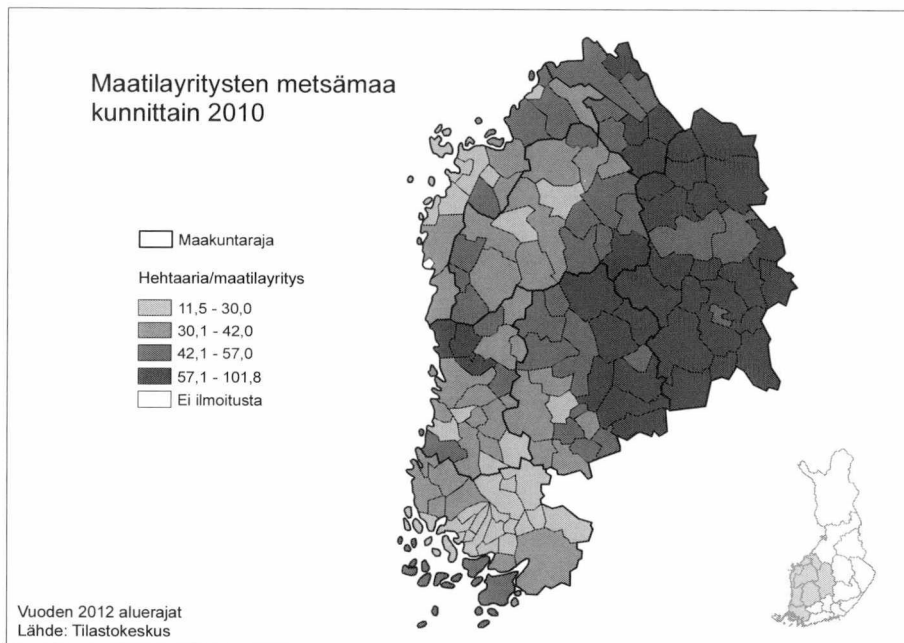 Maatilayritysten metsämaa
kunnittain 2010
Maakuntaraja
Hehtaaria/maatilayritys
11,5 - 30,0
30,1 - 42,0
42,1 - 57,0
57,1 - 101,8
Ei ilmoitusta
Vuoden 2012 aluerajat
Lähde: Tilastokeskus